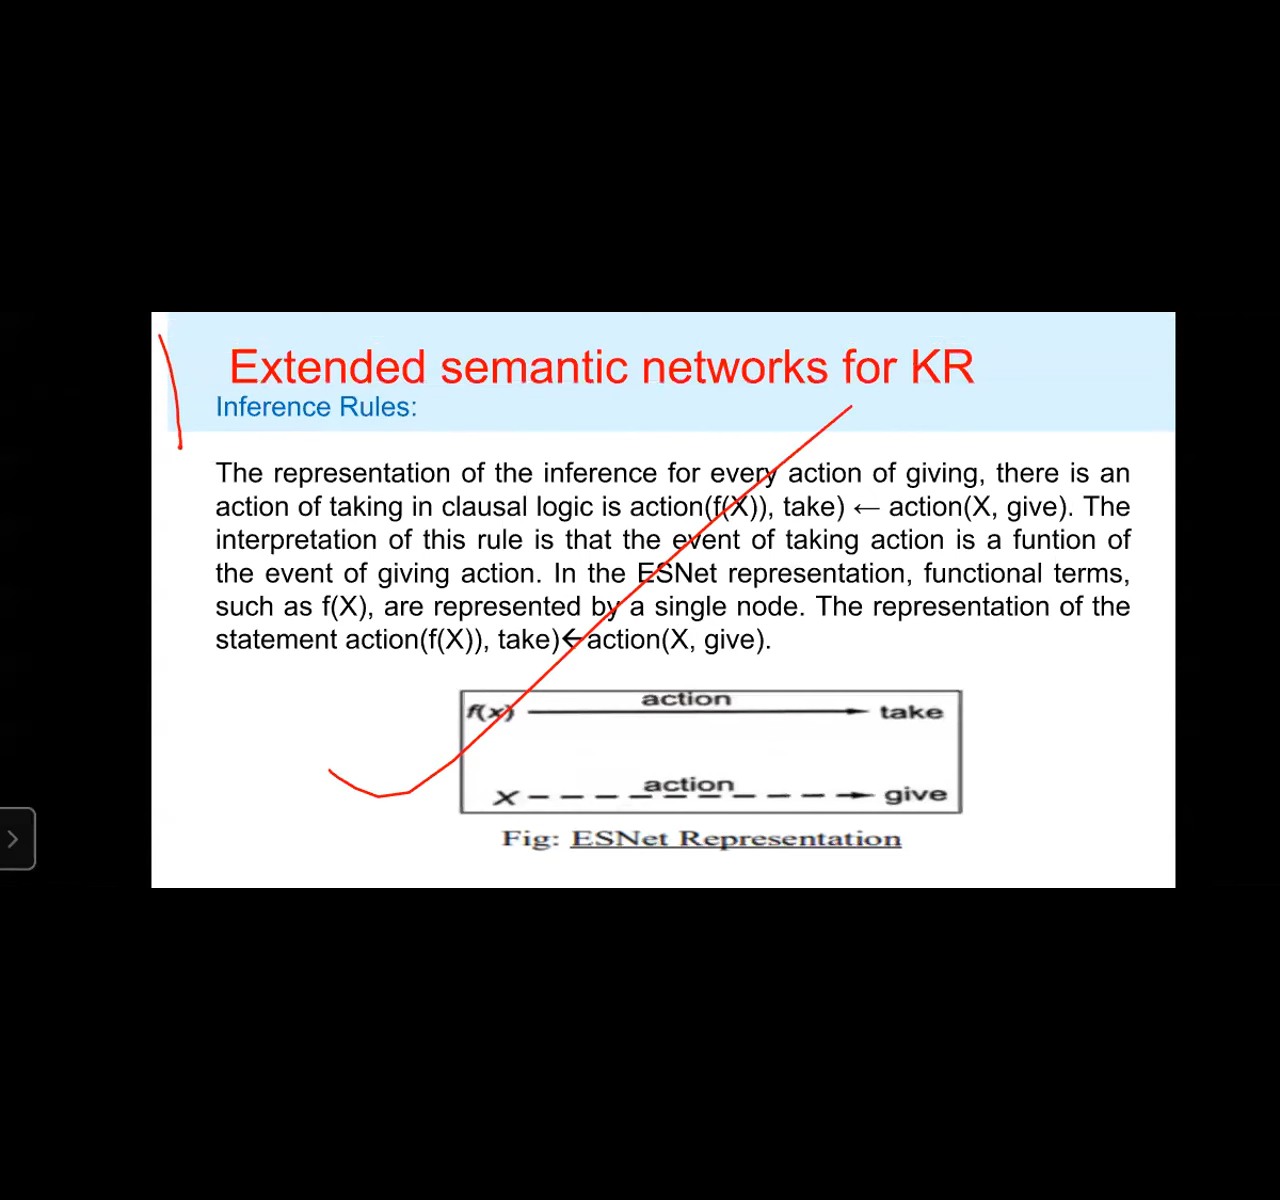 Extended semantic networks for KR
Inference Rules:
The representation of the inference for every action of giving, there is an
action of taking in clausal logic is action(f(X)), take) ← action(X, give). The
interpretation of this rule is that the event of taking action is a funtion of
the event of giving action. In the ESNet representation, functional terms,
such as f(X), are represented by a single node. The representation of the
statement action(f(X)), take)←action(X, give).
action
f(x) take
action
X give
Fig: ESNet Representation